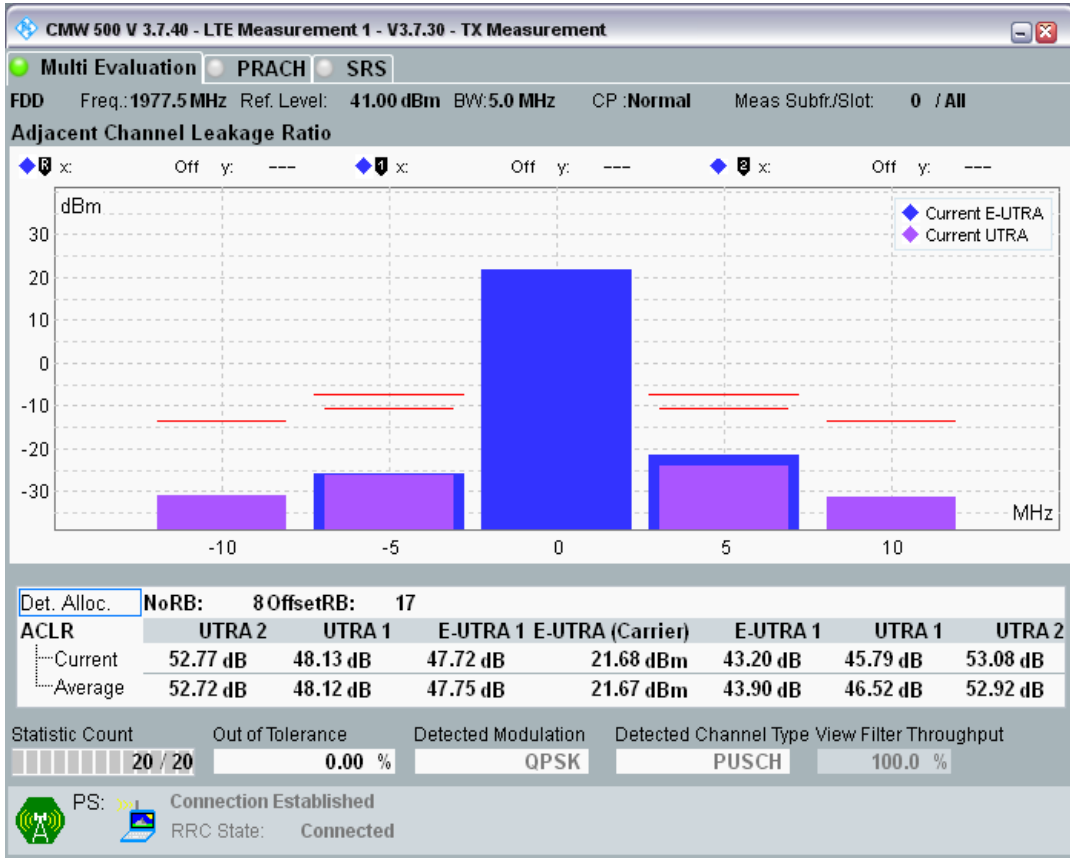 CMW 500 V 3.7.40 - LTE Measurement 1 - V3.7.30 - TX Measurement
Multi Evaluation PRACH SRS
FDD Freq.:1977.5 MHz Ref. Level: 41.00 dBm BW:5.0 MHz CP :Normal Meas Subfr./Slot: 0 / All
Adjacent Channel Leakage Ratio
R x: Off y: --- 1 x: Off y: --- 2 x: Off y: ---
dBm
Current E-UTRA
Current UTRA
30
20
10
0
-10
-20
-30
MHz
-10 -5 0 5 10
Det. Alloc. NoRB: 8 OffsetRB: 17
ACLR UTRA 2 UTRA 1 E-UTRA 1 E-UTRA (Carrier) E-UTRA 1 UTRA 1 UTRA 2
Current 52.77 dB 48.13 dB 47.72 dB 21.68 dBm 43.20 dB 45.79 dB 53.08 dB
Average 52.72 dB 48.12 dB 47.75 dB 21.67 dBm 43.90 dB 46.52 dB 52.92 dB
Statistic Count Out of Tolerance Detected Modulation Detected Channel Type View Filter Throughput
20 / 20 0.00 % QPSK PUSCH 100.0 %
PS: Connection Established
RRC State: Connected